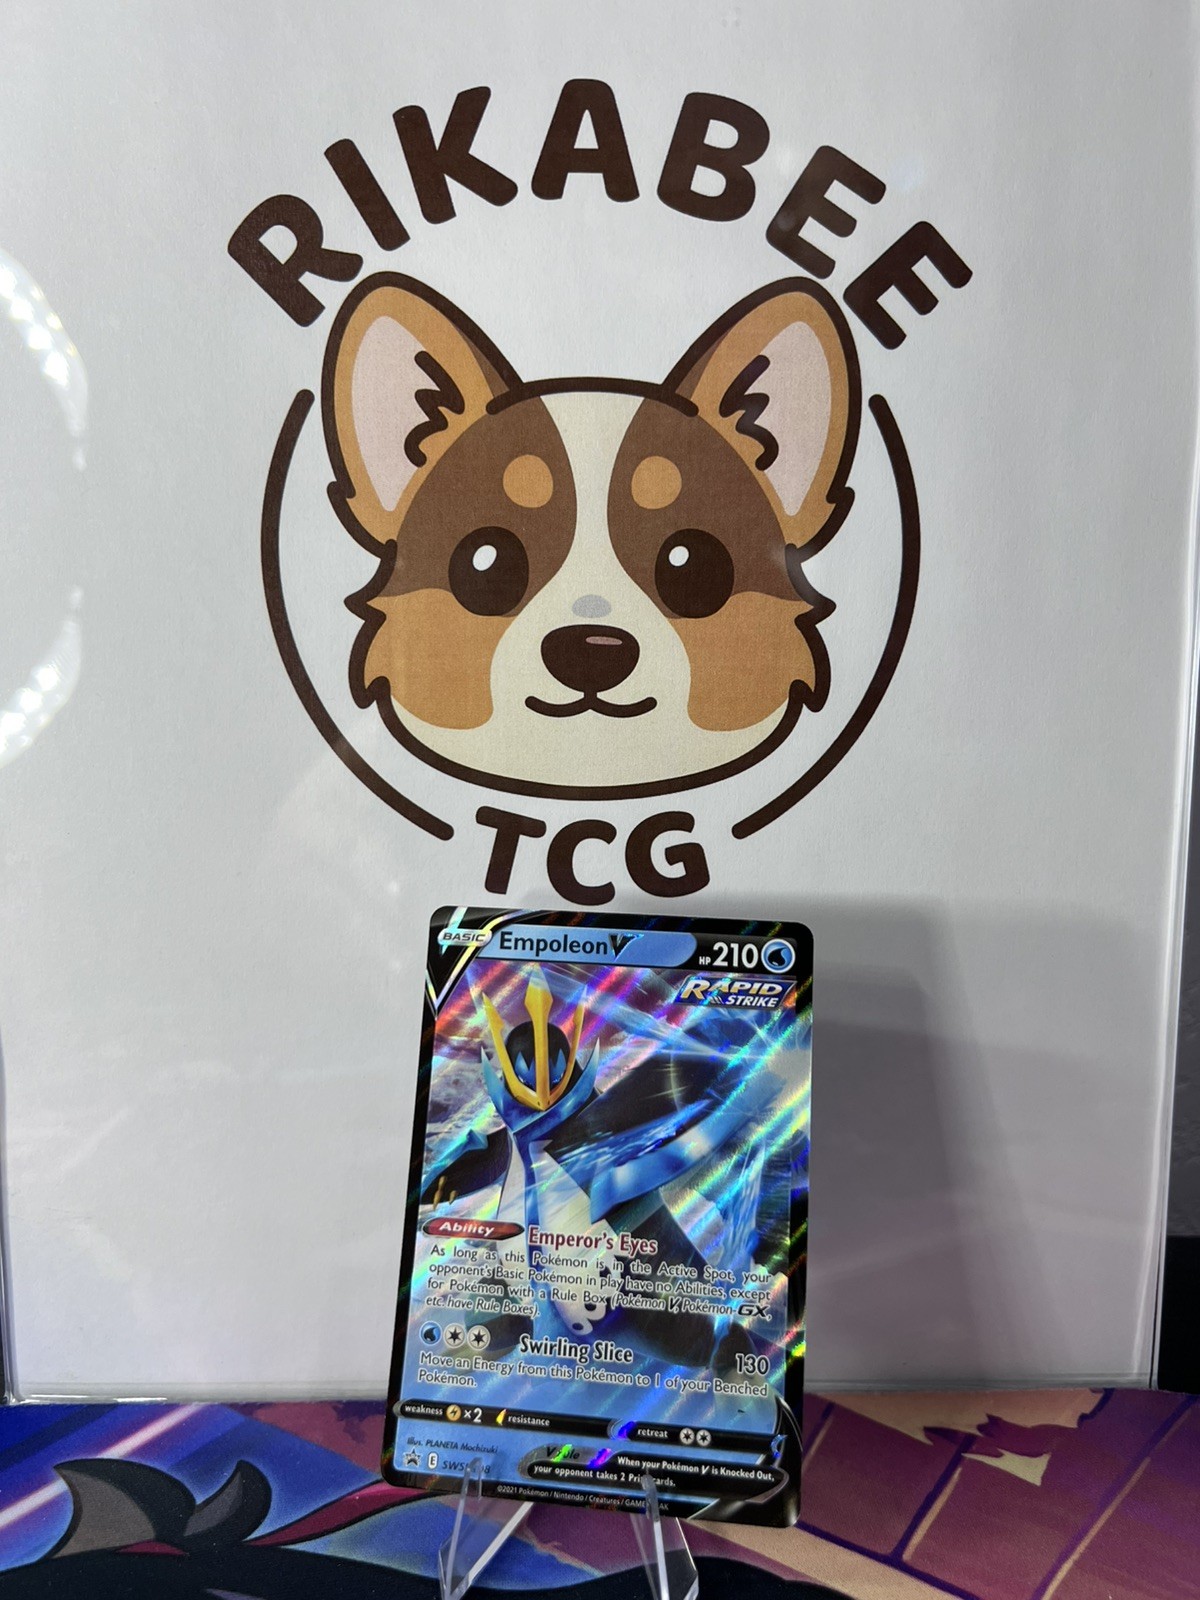 RIKABEE
TCG
BASIC Empoleon V HP 210
RAPID
STRIKE
Ability Emperor's Eyes
As long as this Pokémon is in the Active Spot, your
opponent's Basic Pokémon in play have no Abilities, except
for Pokémon with a Rule Box (Pokémon V, Pokémon-GX,
etc. have Rule Boxes).
Swirling Slice 130
Move an Energy from this Pokémon to 1 of your Benched
Pokémon.
weakness ×2 resistance retreat
Illus. PLANETA Mochizuki
E
When your Pokémon V is Knocked Out,
your opponent takes 2 Prize cards.
©2021 Pokémon / Nintendo / Creatures / GAME FREAK